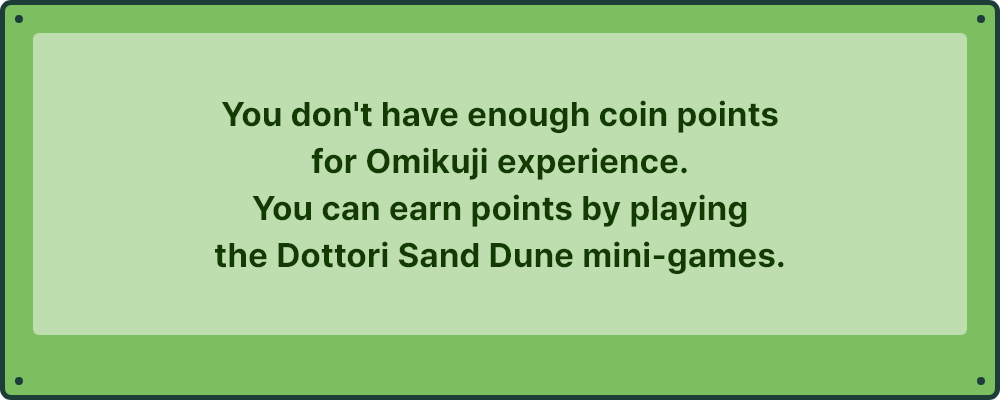 You don't have enough coin points
for Omikuji experience.
You can earn points by playing
the Dottori Sand Dune mini-games.